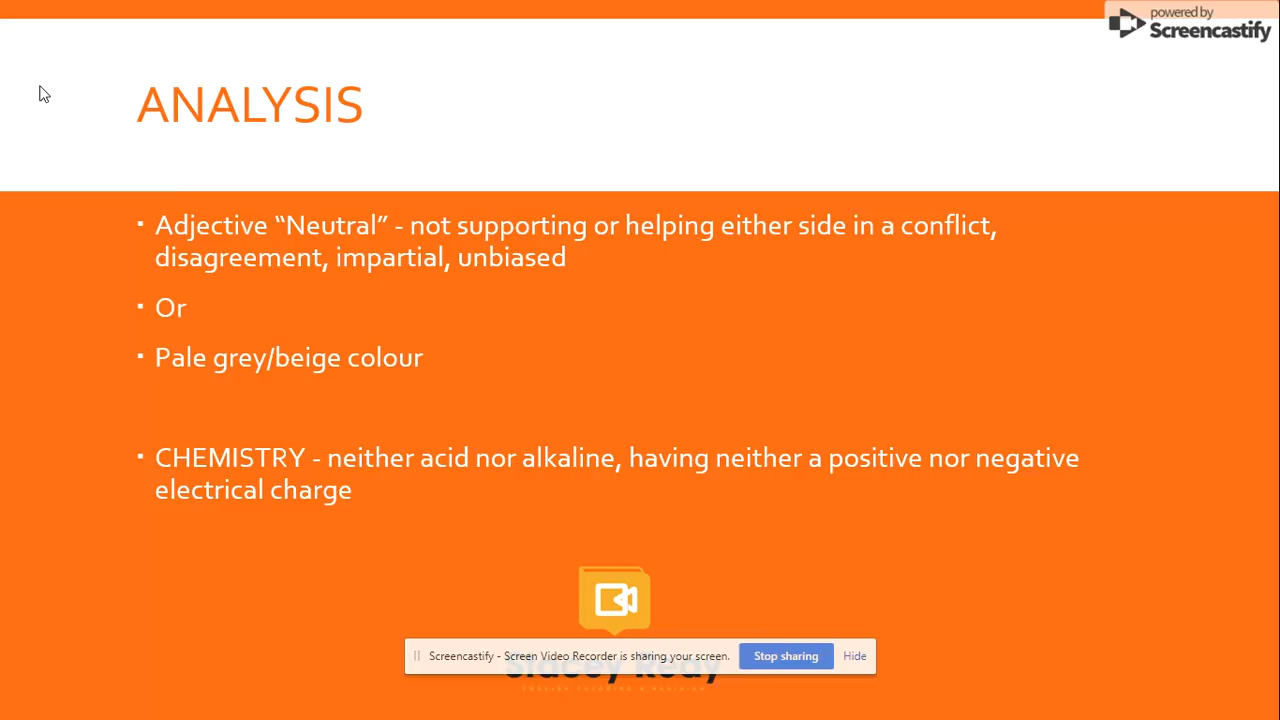 powered by
Screencastify
ANALYSIS
▪ Adjective “Neutral” - not supporting or helping either side in a conflict,
disagreement, impartial, unbiased
▪ Or
▪ Pale grey/beige colour
▪ CHEMISTRY - neither acid nor alkaline, having neither a positive nor negative
electrical charge
Screencastify - Screen Video Recorder is sharing your screen.
Stop sharing
Hide
Stacey Reay